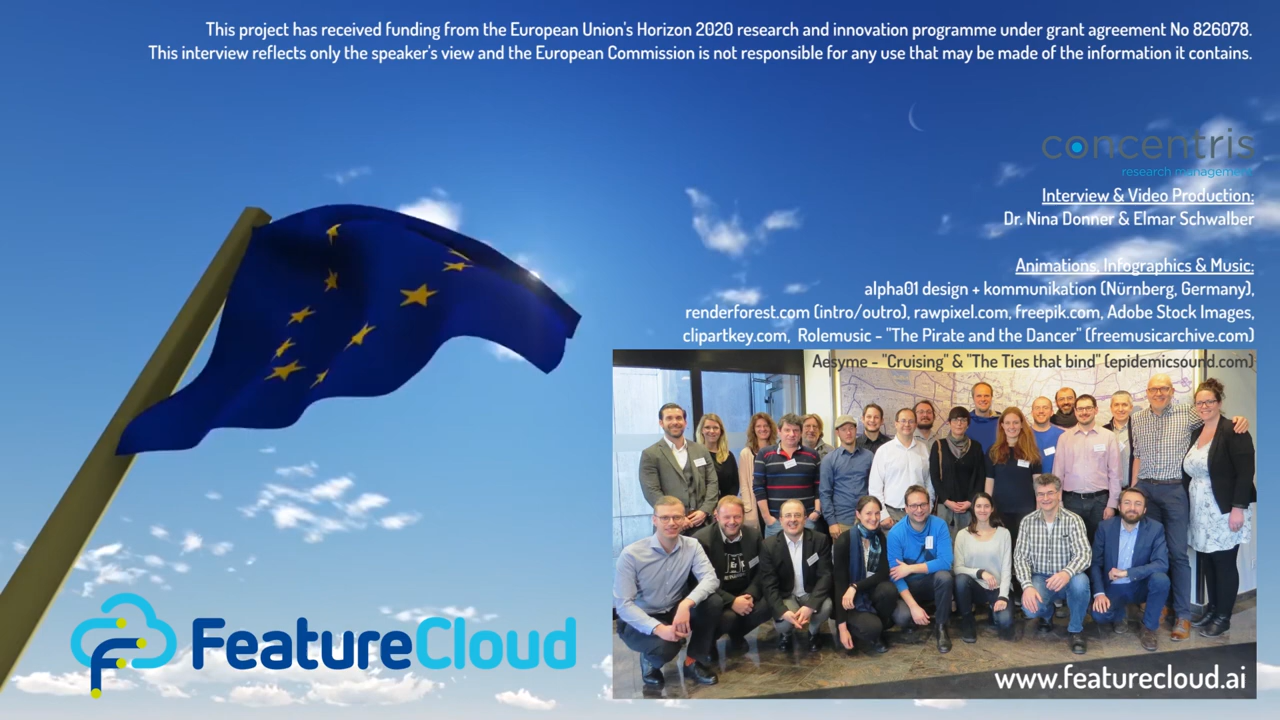 This project has received funding from the European Union's Horizon 2020 research and innovation programme under grant agreement No 826078.
This interview reflects only the speaker's view and the European Commission is not responsible for any use that may be made of the information it contains.
concentris
research management
Interview & Video Production:
Dr. Nina Donner & Elmar Schwalber
Animations, Infographics & Music:
alpha01 design + kommunikation (Nürnberg, Germany),
renderforest.com (intro/outro), rawpixel.com, freepik.com, Adobe Stock Images,
clipartkey.com, Rolemusic - "The Pirate and the Dancer" (freemusicarchive.com)
Aesyme - "Cruising" & "The Ties that bind" (epidemicsound.com)
FeatureCloud
www.featurecloud.ai